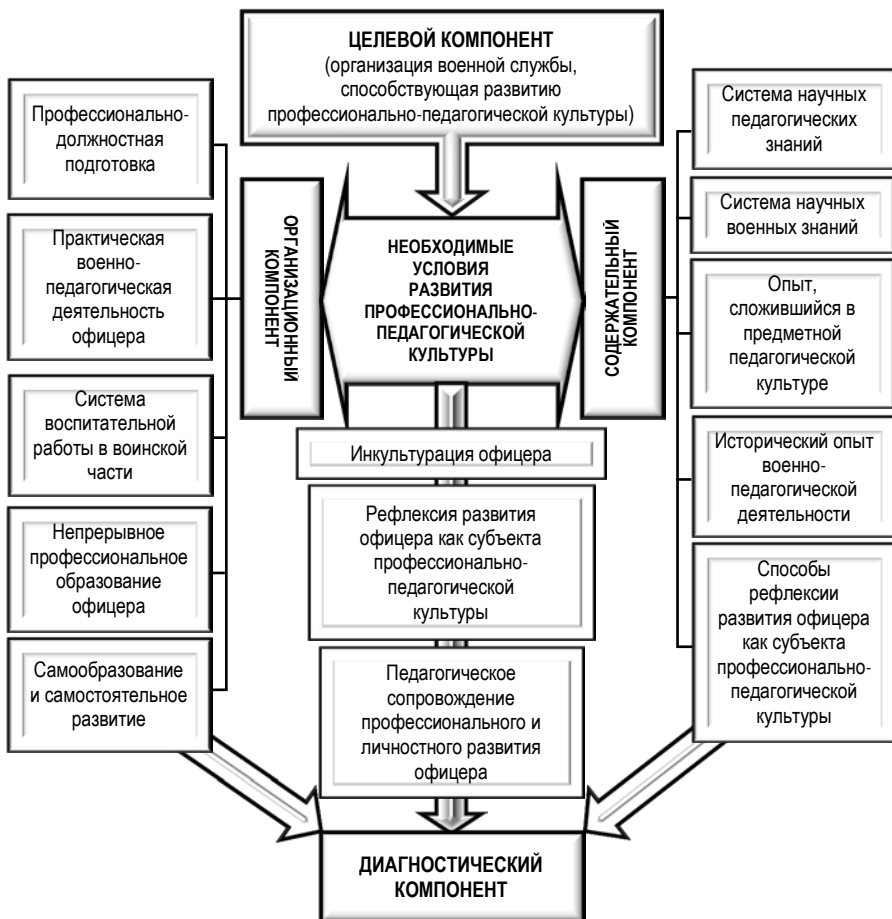 ЦЕЛЕВОЙ КОМПОНЕНТ
(организация военной службы,
способствующая развитию
профессионально-педагогической культуры)
Профессионально-
должностная
подготовка
Практическая
военно-
педагогическая
деятельность
офицера
Система
воспитательной
работы в воинской
части
Непрерывное
профессиональное
образование
офицера
Самообразование
и самостоятельное
развитие
ОРГАНИЗАЦИОННЫЙ
КОМПОНЕНТ
НЕОБХОДИМЫЕ
УСЛОВИЯ
РАЗВИТИЯ
ПРОФЕССИОНАЛЬНО-
ПЕДАГОГИЧЕСКОЙ
КУЛЬТУРЫ
СОДЕРЖАТЕЛЬНЫЙ
КОМПОНЕНТ
Инкультурация офицера
Рефлексия развития
офицера как субъекта
профессионально-
педагогической
культуры
Педагогическое
сопровождение
профессионального и
личностного развития
офицера
Система научных
педагогических
знаний
Система научных
военных знаний
Опыт,
сложившийся в
предметной
педагогической
культуре
Исторический опыт
военно-
педагогической
деятельности
Способы
рефлексии
развития офицера
как субъекта
профессионально-
педагогической
культуры
ДИАГНОСТИЧЕСКИЙ
КОМПОНЕНТ